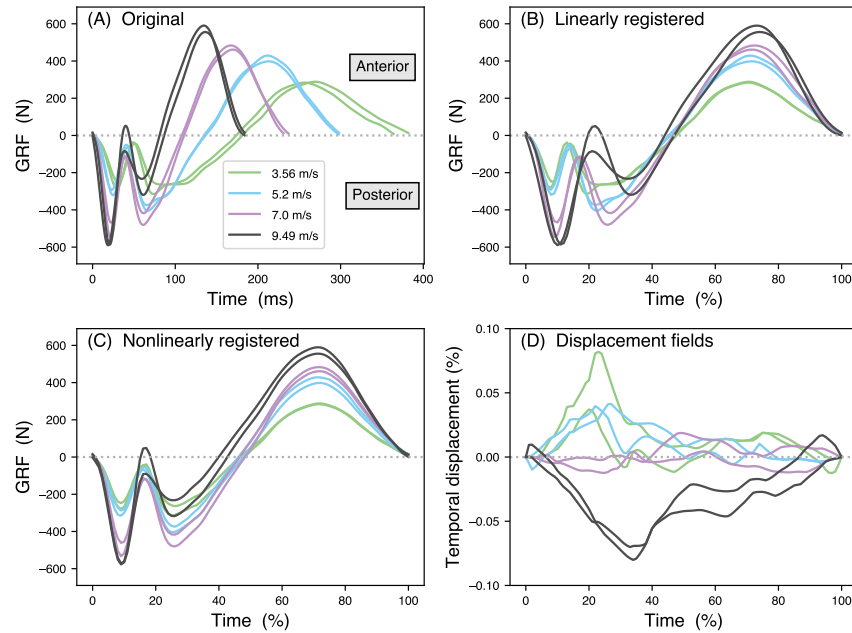 (A) Original
GRF (N)
600
400
200
0
−200
−400
−600
Anterior
Posterior
3.56 m/s
5.2 m/s
7.0 m/s
9.49 m/s
0 100 200 300 400
Time (ms)
(B) Linearly registered
GRF (N)
600
400
200
0
−200
−400
−600
0 20 40 60 80 100
Time (%)
(C) Nonlinearly registered
GRF (N)
600
400
200
0
−200
−400
−600
0 20 40 60 80 100
Time (%)
(D) Displacement fields
Temporal displacement (%)
0.10
0.05
0.00
−0.05
−0.10
0 20 40 60 80 100
Time (%)